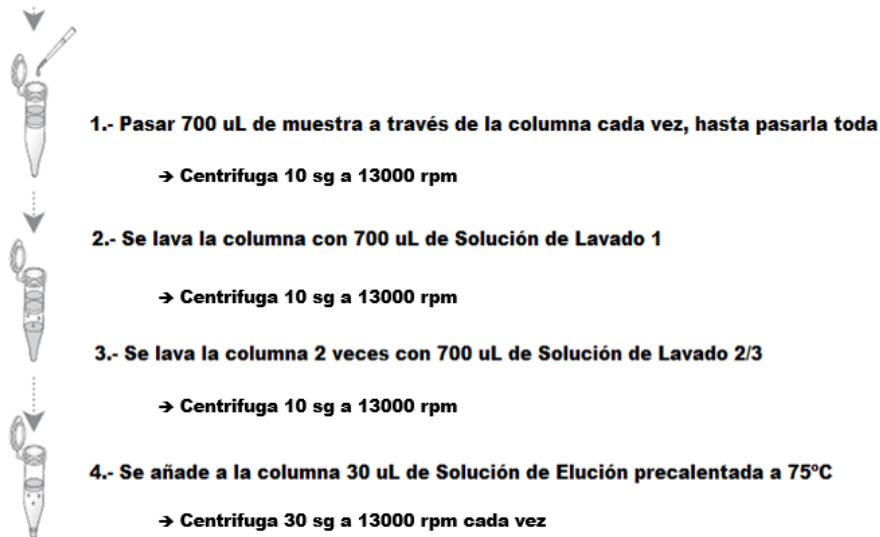 1.- Pasar 700 uL de muestra a través de la columna cada vez, hasta pasarla toda
→ Centrifuga 10 sg a 13000 rpm
2.- Se lava la columna con 700 uL de Solución de Lavado 1
→ Centrifuga 10 sg a 13000 rpm
3.- Se lava la columna 2 veces con 700 uL de Solución de Lavado 2/3
→ Centrifuga 10 sg a 13000 rpm
4.- Se añade a la columna 30 uL de Solución de Elución precalentada a 75ºC
→ Centrifuga 30 sg a 13000 rpm cada vez